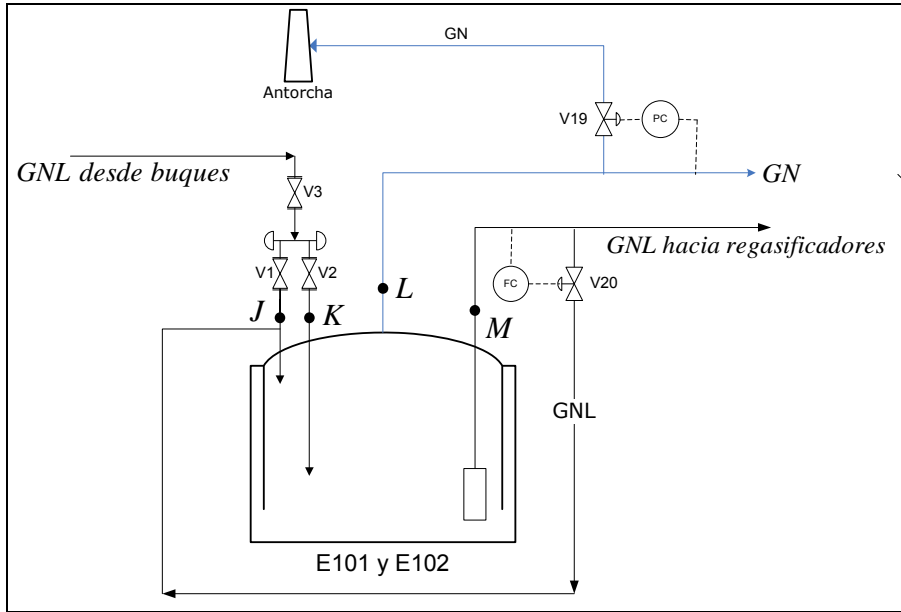 GN
Antorcha
V19
PC
GNL desde buques
V3
GN
GNL hacia regasificadores
V1
V2
FC
V20
L
J
K
M
GNL
E101 y E102